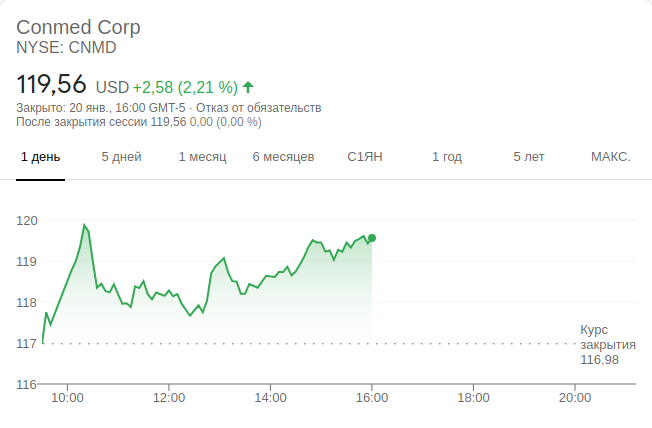 Conmed Corp
NYSE: CNMD
119,56 USD +2,58 (2,21 %)
Закрыто: 20 янв., 16:00 GMT-5 · Отказ от обязательств
После закрытия сессии 119,56 0,00 (0,00 %)
1 день 5 дней 1 месяц 6 месяцев С1ЯН 1 год 5 лет МАКС.
120
119
118
117
116
Курс
закрытия
116,98
10:00 12:00 14:00 16:00 18:00 20:00